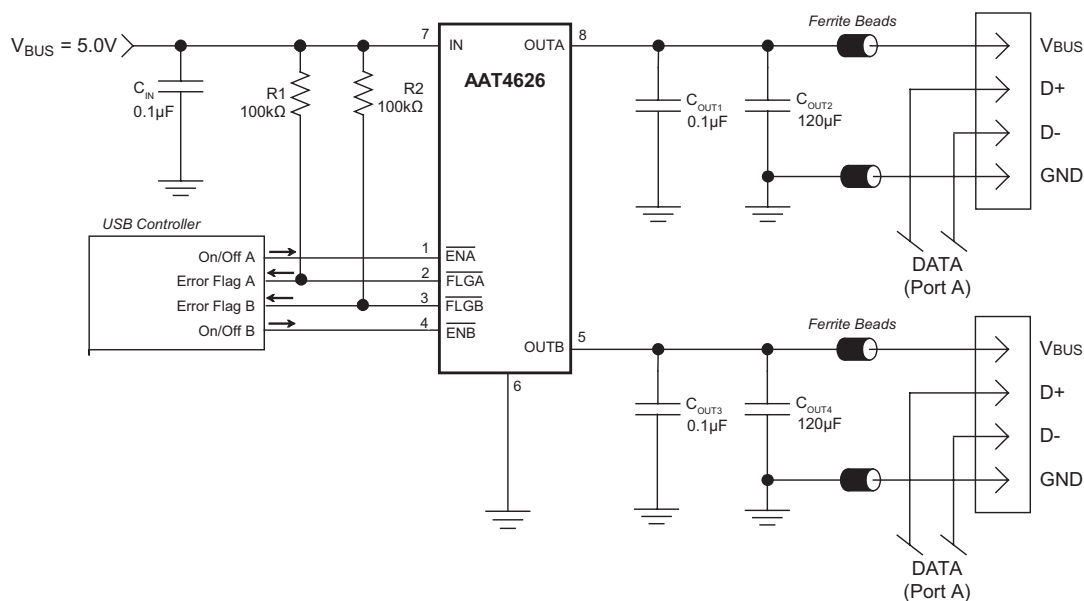 V_BUS = 5.0V
C_IN
0.1µF
R1
100kΩ
R2
100kΩ
7
IN
OUTA
8
AAT4626
C_OUT1
0.1µF
C_OUT2
120µF
Ferrite Beads
V_BUS
D+
D-
GND
DATA
(Port A)
USB Controller
On/Off A
Error Flag A
Error Flag B
On/Off B
1
2
3
4
ENA
FLGA
FLGB
ENB
OUTB
5
6
C_OUT3
0.1µF
C_OUT4
120µF
Ferrite Beads
V_BUS
D+
D-
GND
DATA
(Port A)